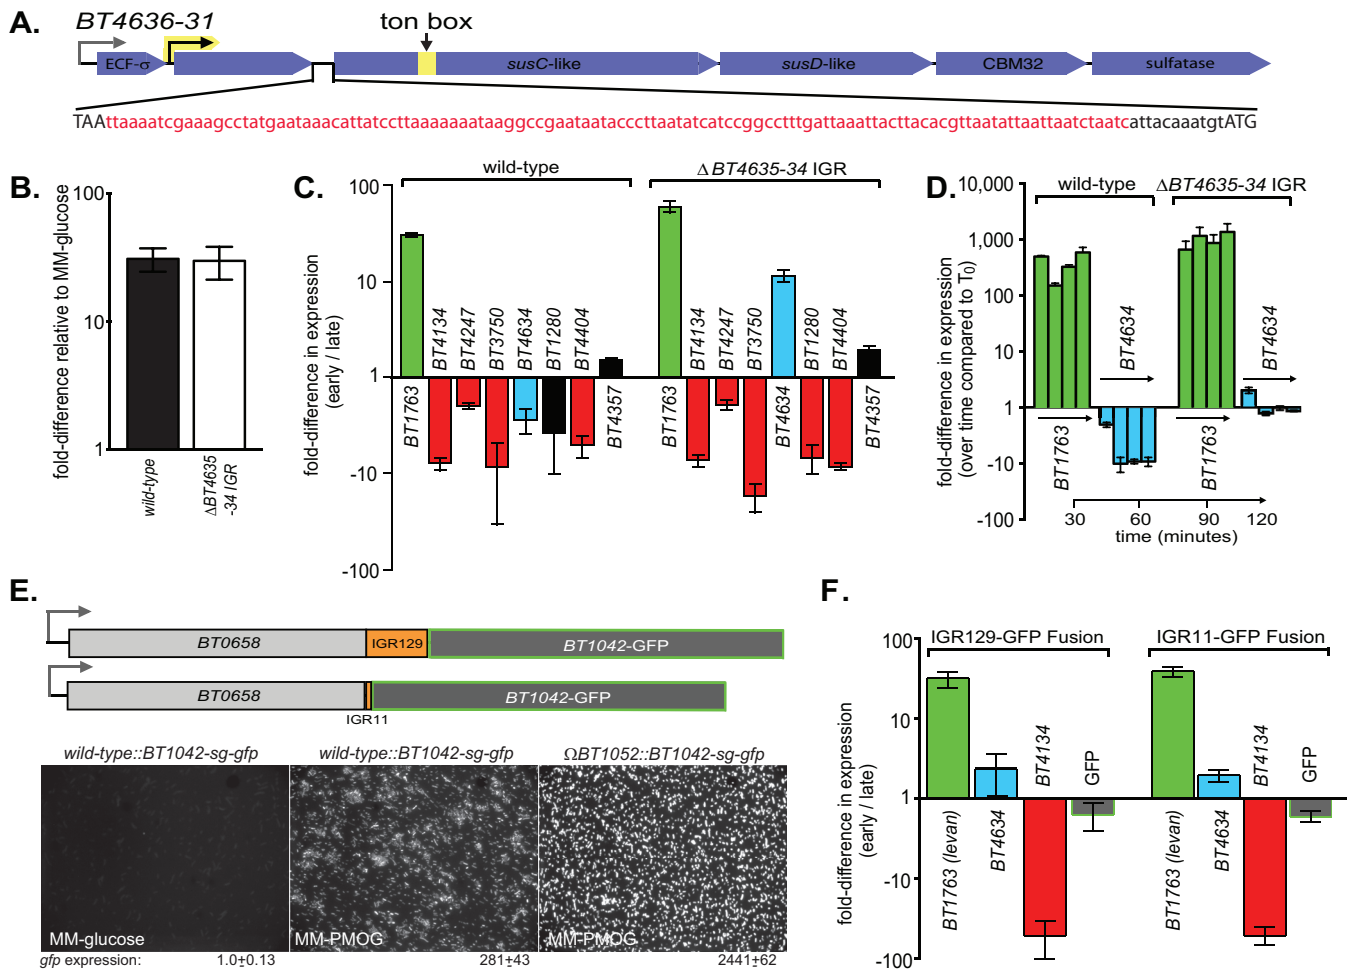 A.
BT4636-31
ton box
ECF-σ
susC-like
susD-like
CBM32
sulfatase
TAAttaaaatcgaaagcctatgaataaacattatccttaaaaaaataaggccgaataatacccttaatatcatccggcctttgattaaattacttacacgttaatattaattaatctaatcattacaaatgtATG
B.
fold-difference relative to MM-glucose
100
10
1
wild-type
ΔBT4635
-34 IGR
C.
wild-type
ΔBT4635-34 IGR
fold-difference in expression
(early / late)
100
10
1
-10
-100
BT1763
BT4134
BT4247
BT3750
BT4634
BT1280
BT4404
BT4357
BT1763
BT4134
BT4247
BT3750
BT4634
BT1280
BT4404
BT4357
D.
wild-type
ΔBT4635-34 IGR
fold-difference in expression
(over time compared to T0)
10,000
1,000
100
10
1
-10
-100
BT1763
BT4634
BT1763
BT4634
30
60
90
120
time (minutes)
E.
BT0658
IGR129
BT1042-GFP
BT0658
BT1042-GFP
IGR11
wild-type::BT1042-sg-gfp
wild-type::BT1042-sg-gfp
ΩBT1052::BT1042-sg-gfp
MM-glucose
MM-PMOG
MM-PMOG
gfp expression:
1.0±0.13
281±43
2441±62
F.
IGR129-GFP Fusion
IGR11-GFP Fusion
fold-difference in expression
(early / late)
100
10
1
-10
-100
BT1763 (levan)
BT4634
BT4134
GFP
BT1763 (levan)
BT4634
BT4134
GFP